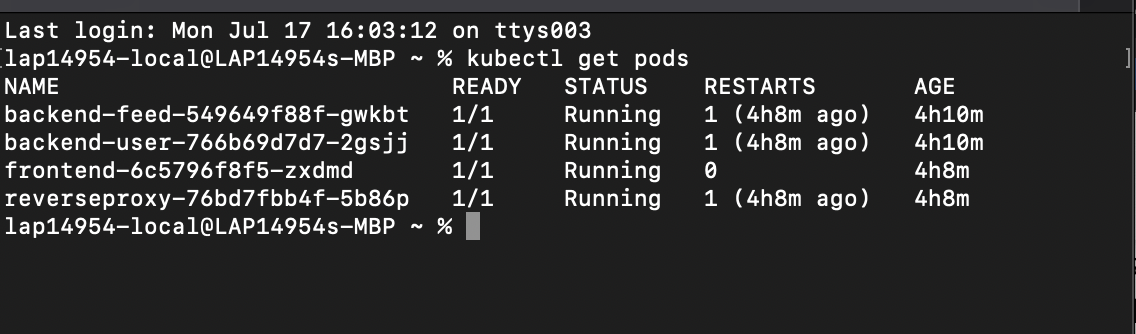 Last login: Mon Jul 17 16:03:12 on ttys003
[lap14954-local@LAP14954s-MBP ~ % kubectl get pods ]
NAME READY STATUS RESTARTS AGE
backend-feed-549649f88f-gwkbt 1/1 Running 1 (4h8m ago) 4h10m
backend-user-766b69d7d7-2gsjj 1/1 Running 1 (4h8m ago) 4h10m
frontend-6c5796f8f5-zxdmd 1/1 Running 0 4h8m
reverseproxy-76bd7fbb4f-5b86p 1/1 Running 1 (4h8m ago) 4h8m
lap14954-local@LAP14954s-MBP ~ %